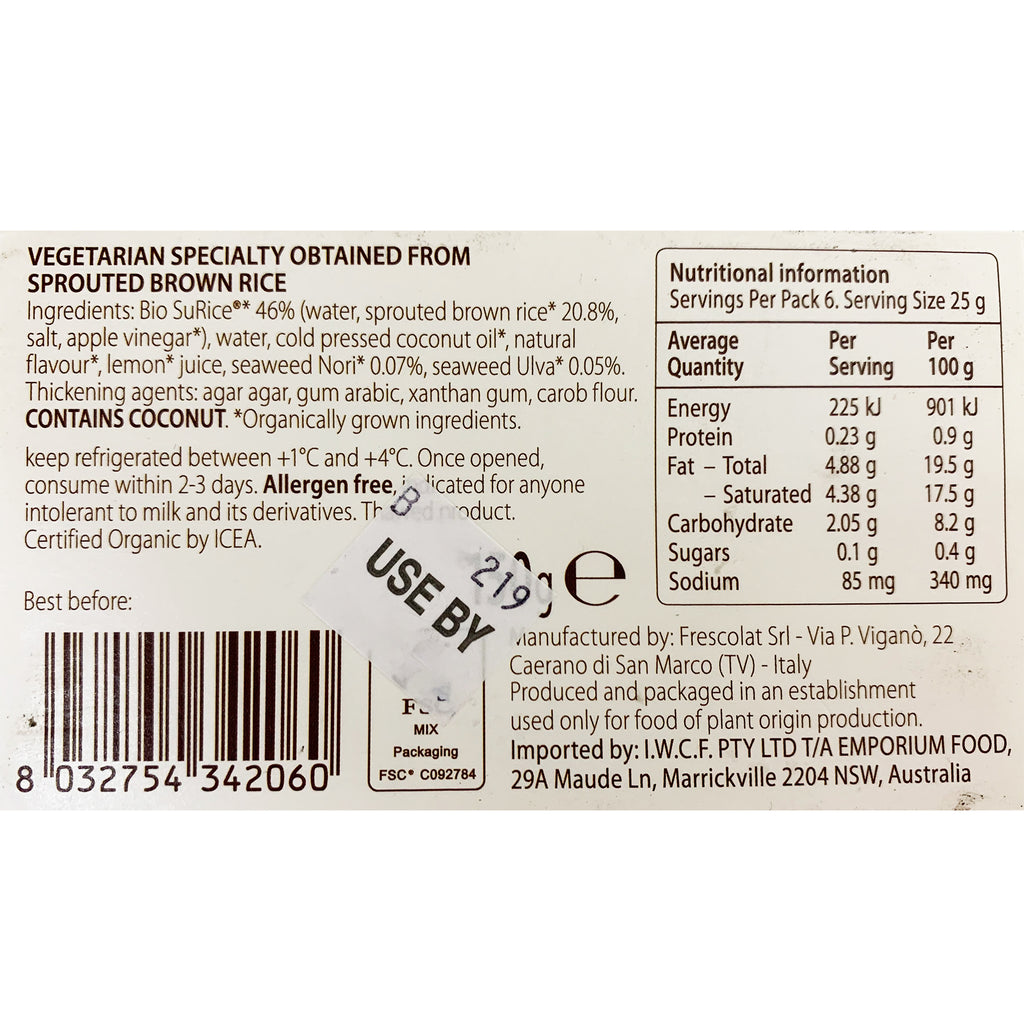 VEGETARIAN SPECIALTY OBTAINED FROM
SPROUTED BROWN RICE
Ingredients: Bio SuRice®* 46% (water, sprouted brown rice* 20.8%,
salt, apple vinegar*), water, cold pressed coconut oil*, natural
flavour*, lemon* juice, seaweed Nori* 0.07%, seaweed Ulva* 0.05%.
Thickening agents: agar agar, gum arabic, xanthan gum, carob flour.
CONTAINS COCONUT. *Organically grown ingredients.
keep refrigerated between +1°C and +4°C. Once opened,
consume within 2-3 days. Allergen free, for anyone
intolerant to milk and its derivatives. product.
Certified Organic by ICEA.
Best before:
B
219
USE BY
g e
8 032754 342060
MIX
Packaging
FSC® C092784
Nutritional information
Servings Per Pack 6. Serving Size 25 g
Average Quantity Per Serving Per 100 g
Energy 225 kJ 901 kJ
Protein 0.23 g 0.9 g
Fat – Total 4.88 g 19.5 g
– Saturated 4.38 g 17.5 g
Carbohydrate 2.05 g 8.2 g
Sugars 0.1 g 0.4 g
Sodium 85 mg 340 mg
Manufactured by: Frescolat Srl - Via P. Viganò, 22
Caerano di San Marco (TV) - Italy
Produced and packaged in an establishment
used only for food of plant origin production.
Imported by: I.W.C.F. PTY LTD T/A EMPORIUM FOOD,
29A Maude Ln, Marrickville 2204 NSW, Australia